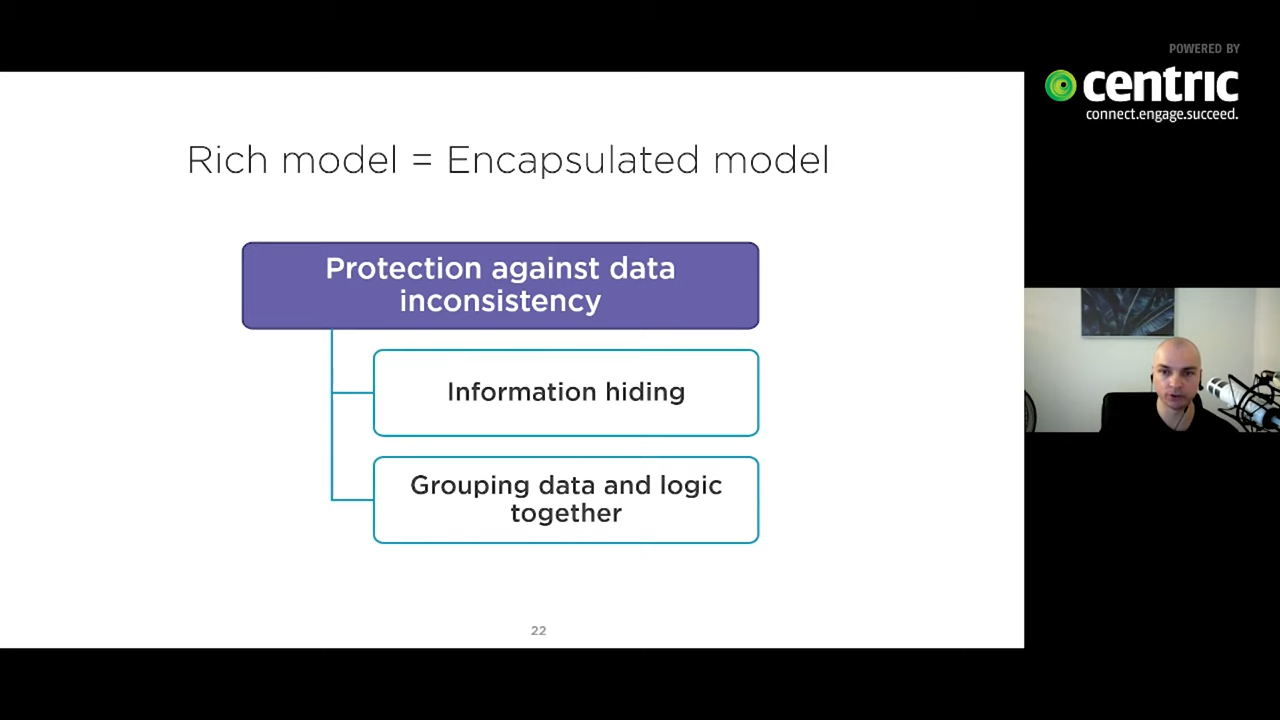 POWERED BY
centric
connect.engage.succeed.
Rich model = Encapsulated model
Protection against data
inconsistency
Information hiding
Grouping data and logic
together
22